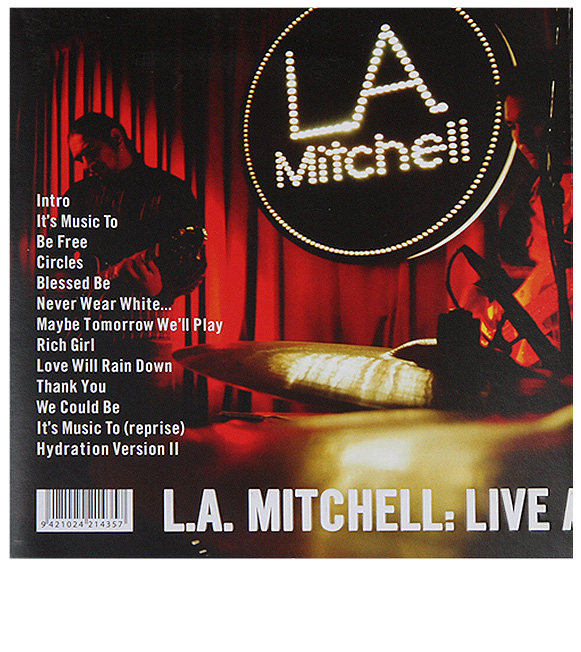 L.A
Mitchell
Intro
It's Music To
Be Free
Circles
Blessed Be
Never Wear White...
Maybe Tomorrow We'll Play
Rich Girl
Love Will Rain Down
Thank You
We Could Be
It's Music To (reprise)
Hydration Version II
9 421024 214357
L.A. MITCHELL: LIVE A